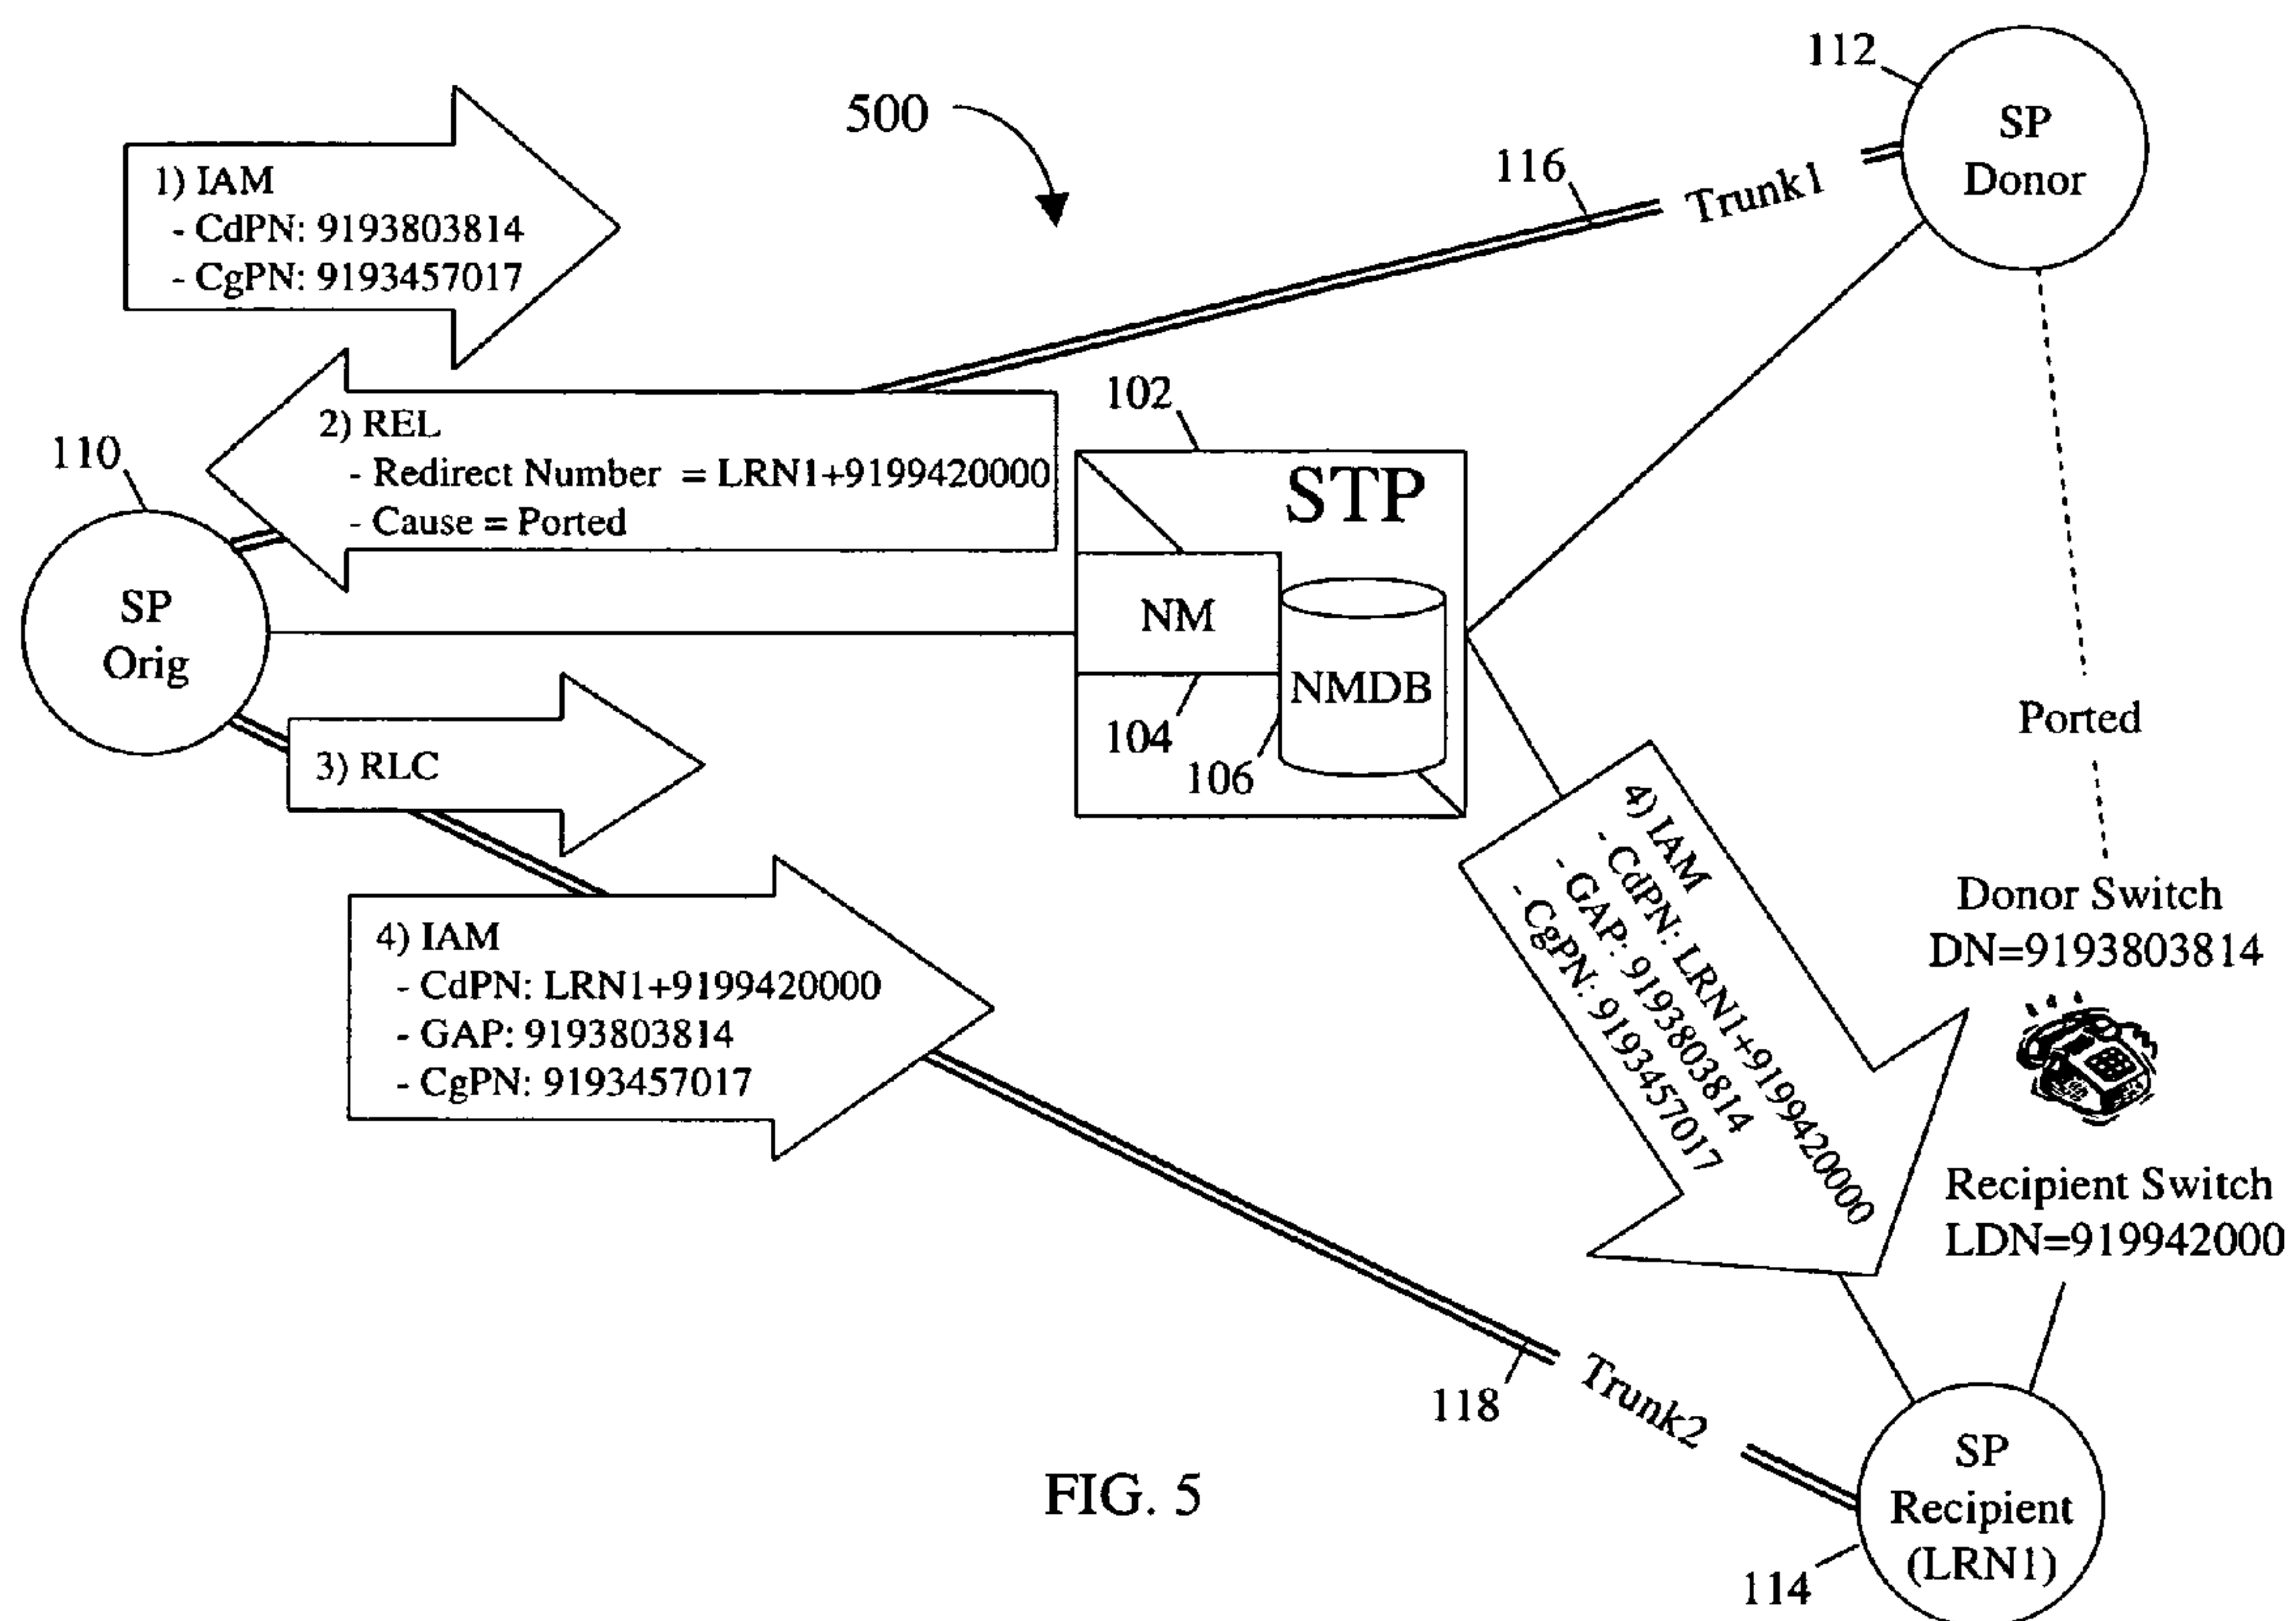 500
112
SP
Donor
116
Trunk1
1) IAM
- CdPN: 9193803814
- CgPN: 9193457017
2) REL
- Redirect Number = LRN1+9199420000
- Cause = Ported
102
STP
NM
NMDB
104
106
110
SP
Orig
3) RLC
4) IAM
- CdPN: LRN1+9199420000
- GAP: 9193803814
- CgPN: 9193457017
4) IAM
- CdPN: LRN1+9199420000
- GAP: 9193803814
- CgPN: 9193457017
Ported
Donor Switch
DN=9193803814
Recipient Switch
LDN=919942000
118
Trunk2
SP
Recipient
(LRN1)
114
FIG. 5